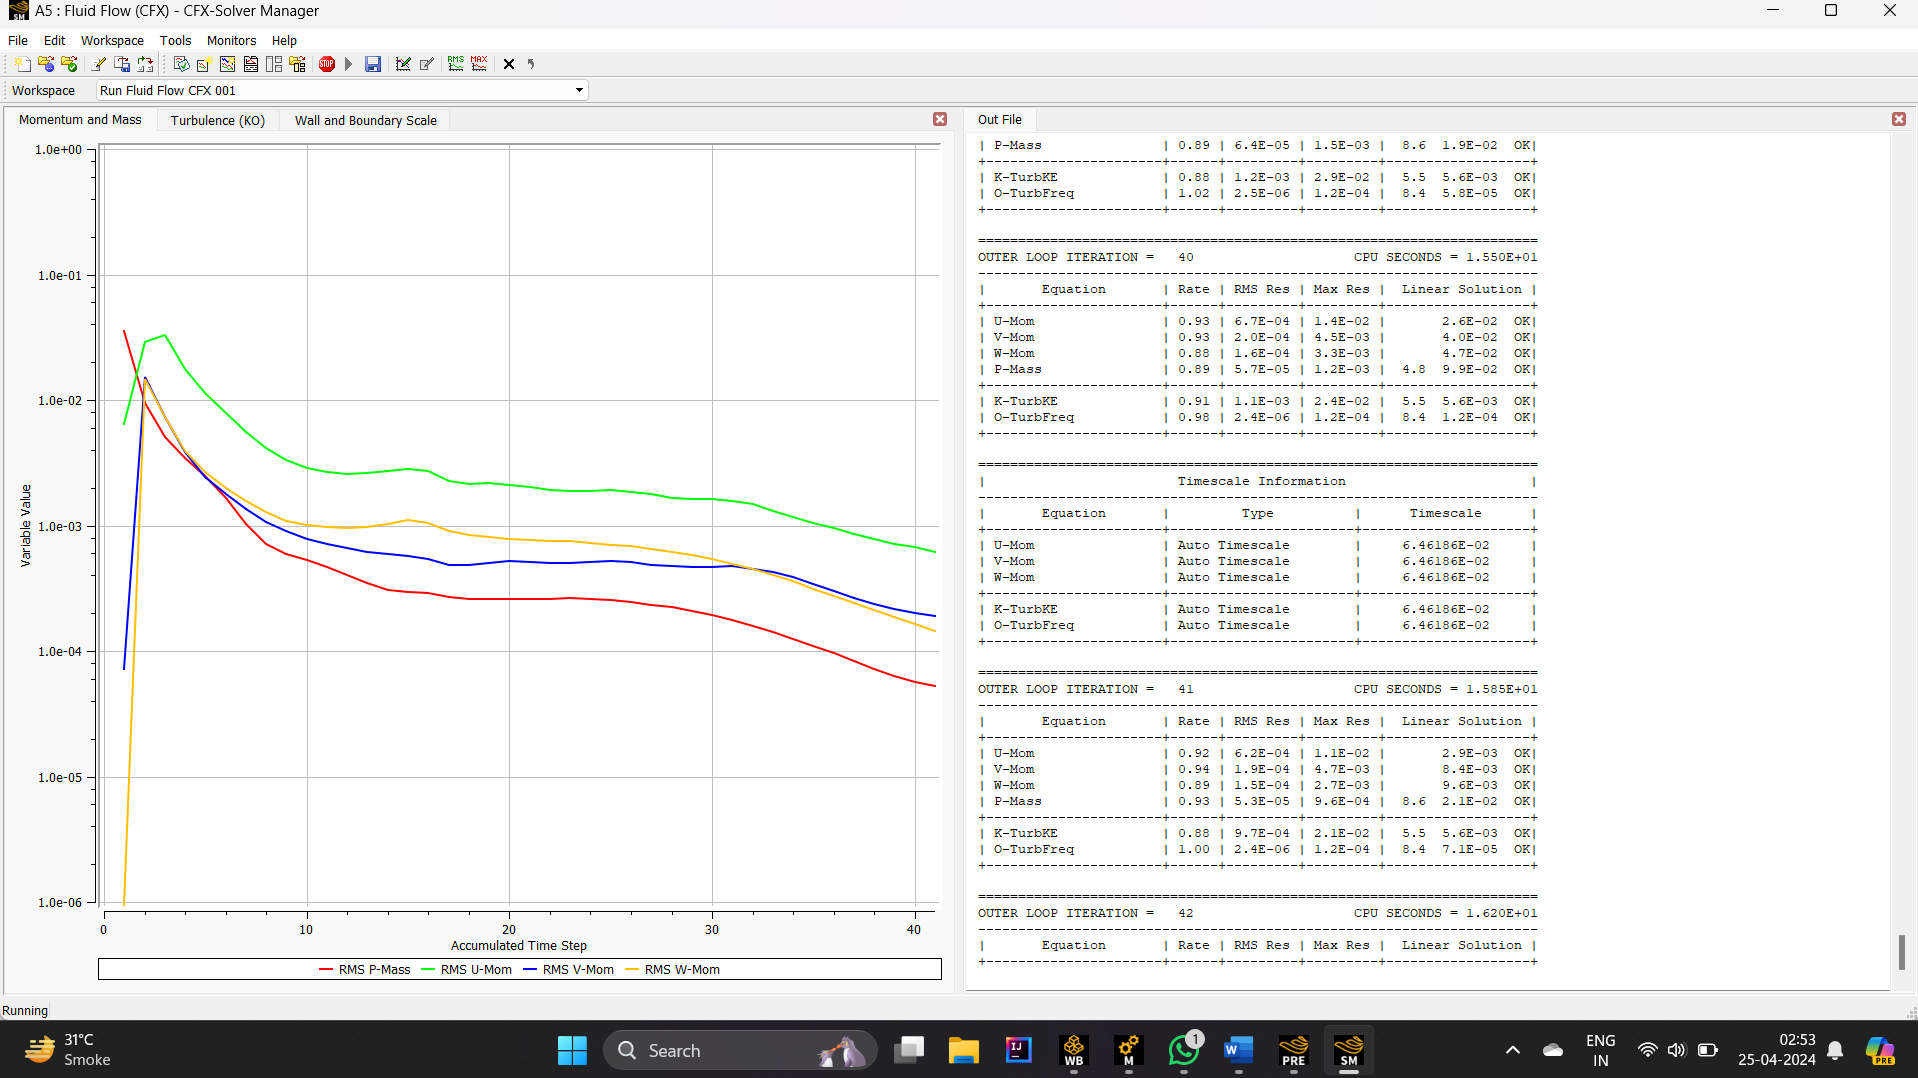 A5 : Fluid Flow (CFX) - CFX-Solver Manager
File Edit Workspace Tools Monitors Help
RMS MAX
Workspace Run Fluid Flow CFX 001
Momentum and Mass Turbulence (KO) Wall and Boundary Scale
1.0e+00
1.0e-01
1.0e-02
1.0e-03
1.0e-04
1.0e-05
1.0e-06
Variable Value
0 10 20 30 40
Accumulated Time Step
RMS P-Mass RMS U-Mom RMS V-Mom RMS W-Mom
Out File
| P-Mass | 0.89 | 6.4E-05 | 1.5E-03 | 8.6 1.9E-02 OK|
+----------------------+------+---------+---------+------------------+
| K-TurbKE | 0.88 | 1.2E-03 | 2.9E-02 | 5.5 5.6E-03 OK|
| O-TurbFreq | 1.02 | 2.5E-06 | 1.2E-04 | 8.4 5.8E-05 OK|
+----------------------+------+---------+---------+------------------+
======================================================================
OUTER LOOP ITERATION = 40 CPU SECONDS = 1.550E+01
----------------------------------------------------------------------
| Equation | Rate | RMS Res | Max Res | Linear Solution |
+----------------------+------+---------+---------+------------------+
| U-Mom | 0.93 | 6.7E-04 | 1.4E-02 | 2.6E-02 OK|
| V-Mom | 0.93 | 2.0E-04 | 4.5E-03 | 4.0E-02 OK|
| W-Mom | 0.88 | 1.6E-04 | 3.3E-03 | 4.7E-02 OK|
| P-Mass | 0.89 | 5.7E-05 | 1.2E-03 | 4.8 9.9E-02 OK|
+----------------------+------+---------+---------+------------------+
| K-TurbKE | 0.91 | 1.1E-03 | 2.4E-02 | 5.5 5.6E-03 OK|
| O-TurbFreq | 0.98 | 2.4E-06 | 1.2E-04 | 8.4 1.2E-04 OK|
+----------------------+------+---------+---------+------------------+
======================================================================
| Timescale Information |
----------------------------------------------------------------------
| Equation | Type | Timescale |
+----------------------+-----------------------+---------------------+
| U-Mom | Auto Timescale | 6.46186E-02 |
| V-Mom | Auto Timescale | 6.46186E-02 |
| W-Mom | Auto Timescale | 6.46186E-02 |
+----------------------+-----------------------+---------------------+
| K-TurbKE | Auto Timescale | 6.46186E-02 |
| O-TurbFreq | Auto Timescale | 6.46186E-02 |
+----------------------+-----------------------+---------------------+
======================================================================
OUTER LOOP ITERATION = 41 CPU SECONDS = 1.585E+01
----------------------------------------------------------------------
| Equation | Rate | RMS Res | Max Res | Linear Solution |
+----------------------+------+---------+---------+------------------+
| U-Mom | 0.92 | 6.2E-04 | 1.1E-02 | 2.9E-03 OK|
| V-Mom | 0.94 | 1.9E-04 | 4.7E-03 | 8.4E-03 OK|
| W-Mom | 0.89 | 1.5E-04 | 2.7E-03 | 9.6E-03 OK|
| P-Mass | 0.93 | 5.3E-05 | 9.6E-04 | 8.6 2.1E-02 OK|
+----------------------+------+---------+---------+------------------+
| K-TurbKE | 0.88 | 9.7E-04 | 2.1E-02 | 5.5 5.6E-03 OK|
| O-TurbFreq | 1.00 | 2.4E-06 | 1.2E-04 | 8.4 7.1E-05 OK|
+----------------------+------+---------+---------+------------------+
======================================================================
OUTER LOOP ITERATION = 42 CPU SECONDS = 1.620E+01
----------------------------------------------------------------------
| Equation | Rate | RMS Res | Max Res | Linear Solution |
+----------------------+------+---------+---------+------------------+
Running
31°C
Smoke
Search
IJ
WB
M
1
W
PRE
SM
ENG
IN
02:53
25-04-2024
PRE